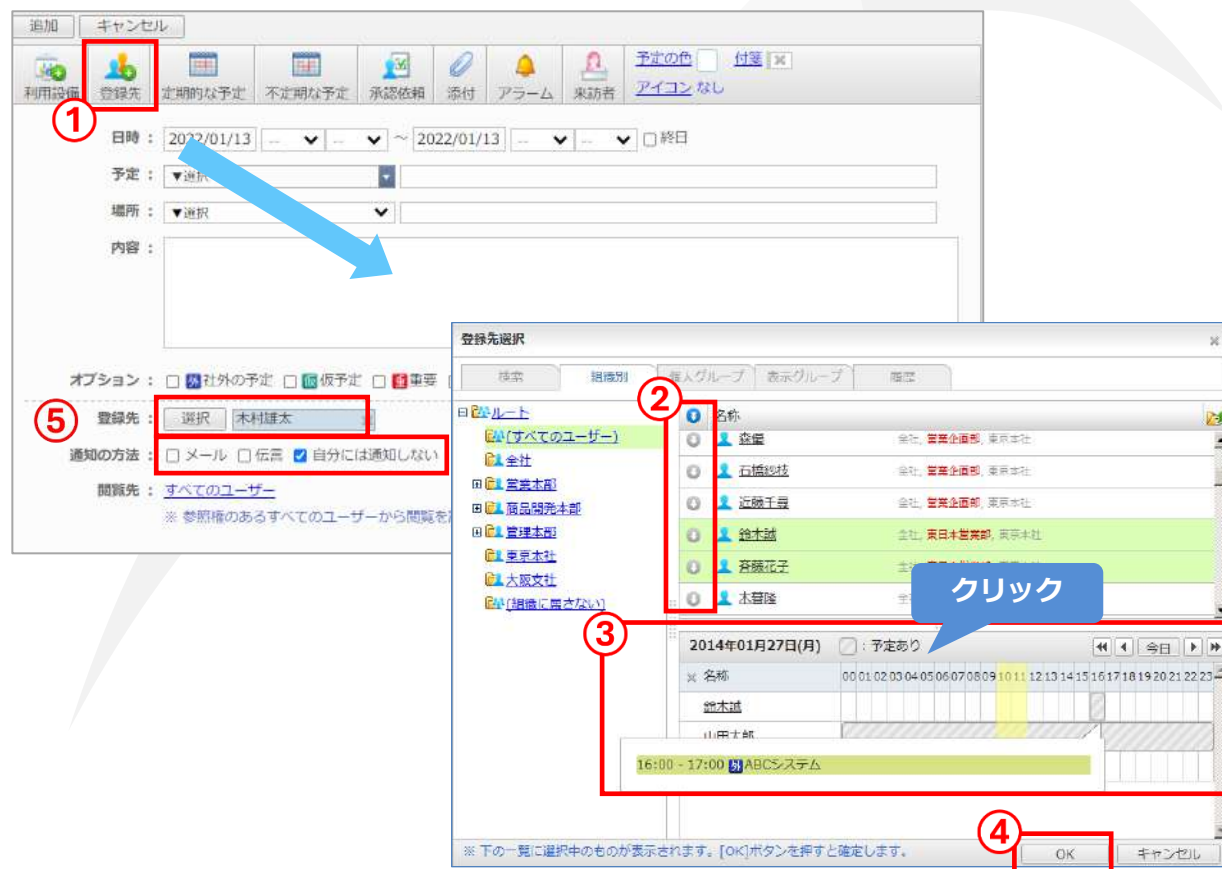 追加 キャンセル
利用設備 登録先 定期的な予定 不定期な予定 承認依頼 添付 アラーム 来訪者 予定の色 付箋
アイコン なし
①
日時 : 2022/01/13 -- -- ~ 2022/01/13 -- -- 終日
予定 : ▼選択
場所 : ▼選択
内容 :
オプション : 外 社外の予定 仮 仮予定 重要
⑤
登録先 : 選択 木村雄太
通知の方法 : メール 伝言 自分には通知しない
閲覧先 : すべてのユーザー
※ 参照権のあるすべてのユーザーから閲覧を
登録先選択
検索 組織別 個人グループ 表示グループ 履歴
②
ルート
[すべてのユーザー]
全社
営業本部
商品開発本部
管理本部
東京本社
大阪支社
[組織に属さない]
名称
森優 全社, 営業企画部, 東京本社
石橋紗枝 全社, 営業企画部, 東京本社
近藤千尋 全社, 営業企画部, 東京本社
鈴木誠 全社, 東日本営業部, 東京本社
斉藤花子
木暮隆
クリック
③
2014年01月27日(月) : 予定あり 今日
名称 00 01 02 03 04 05 06 07 08 09 10 11 12 13 14 15 16 17 18 19 20 21 22 23
鈴木誠
山田太郎
16:00 - 17:00 外 ABCシステム
④
※ 下の一覧に選択中のものが表示されます。[OK]ボタンを押すと確定します。
OK キャンセル